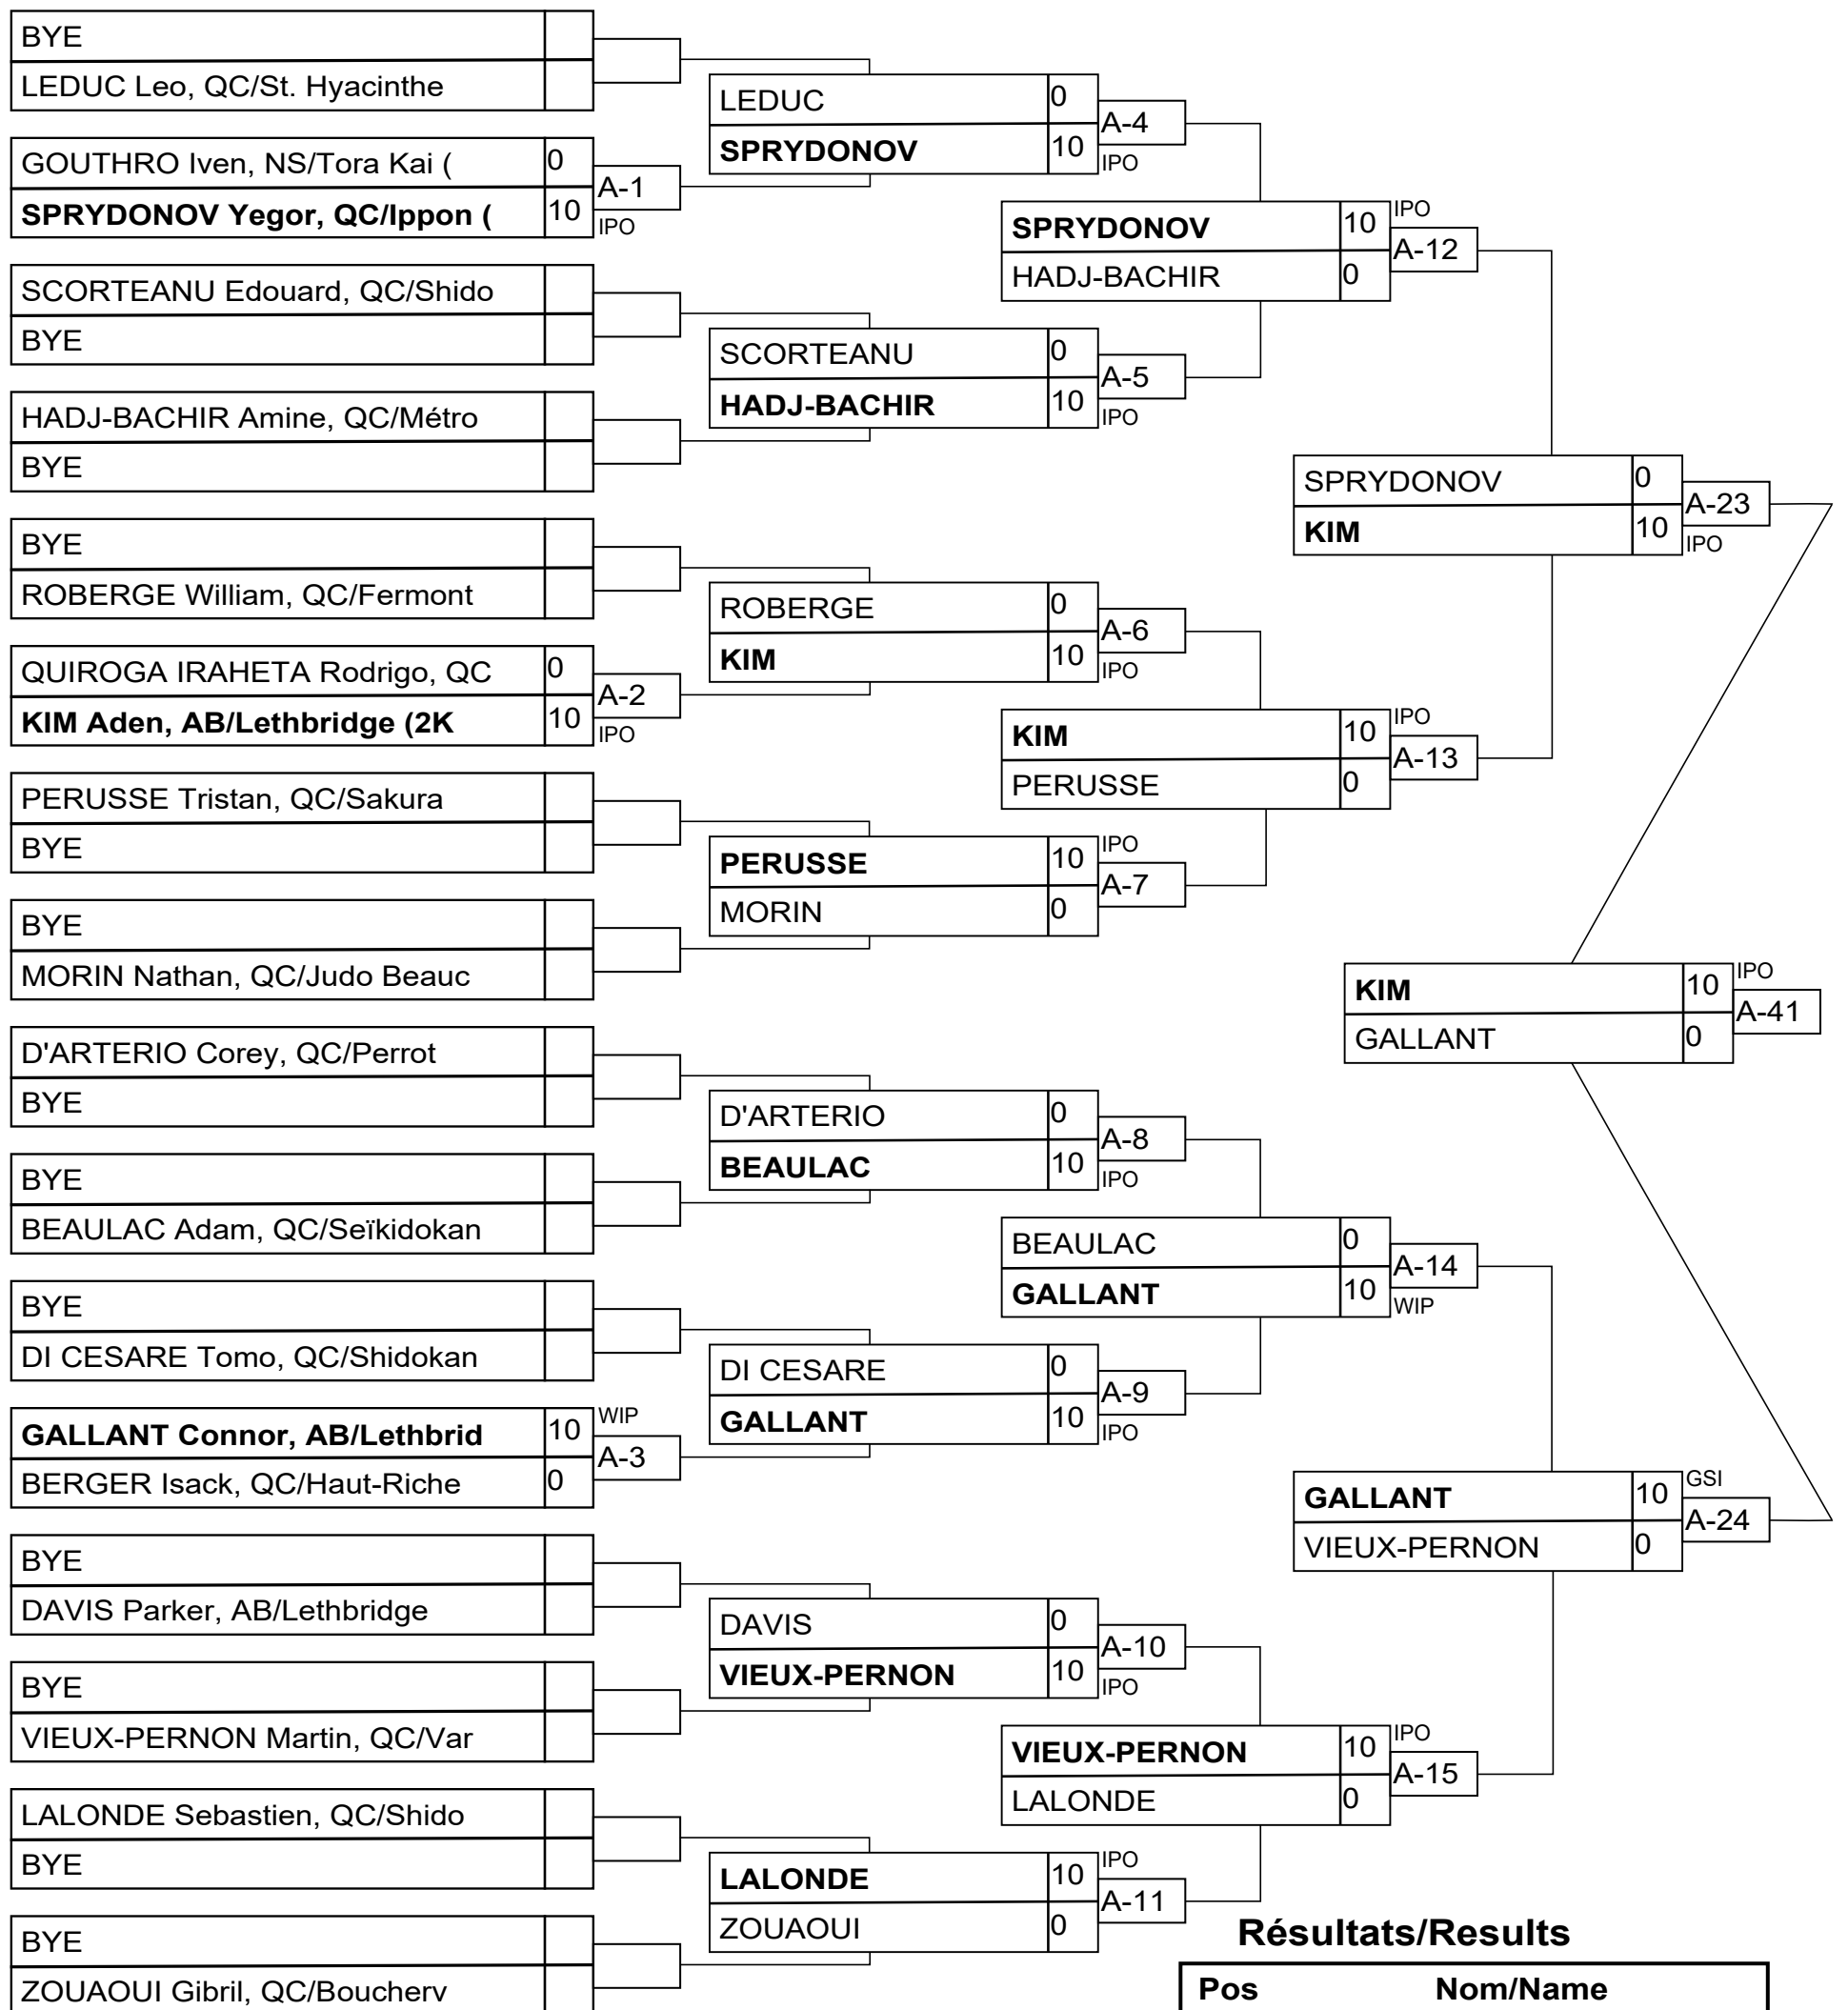 BYE
LEDUC Leo, QC/St. Hyacinthe
GOUTHRO Iven, NS/Tora Kai ( 0
A-1
SPRYDONOV Yegor, QC/Ippon ( 10
IPO
SCORTEANU Edouard, QC/Shido
BYE
HADJ-BACHIR Amine, QC/Métro
BYE
BYE
ROBERGE William, QC/Fermont
QUIROGA IRAHETA Rodrigo, QC 0
A-2
KIM Aden, AB/Lethbridge (2K 10
IPO
PERUSSE Tristan, QC/Sakura
BYE
BYE
MORIN Nathan, QC/Judo Beauc
D'ARTERIO Corey, QC/Perrot
BYE
BYE
BEAULAC Adam, QC/Seïkidokan
BYE
DI CESARE Tomo, QC/Shidokan
GALLANT Connor, AB/Lethbrid 10
WIP
A-3
BERGER Isack, QC/Haut-Riche 0
BYE
DAVIS Parker, AB/Lethbridge
BYE
VIEUX-PERNON Martin, QC/Var
LALONDE Sebastien, QC/Shido
BYE
BYE
ZOUAOUI Gibril, QC/Boucherv
LEDUC 0
A-4
SPRYDONOV 10
IPO
SCORTEANU 0
A-5
HADJ-BACHIR 10
IPO
ROBERGE 0
A-6
KIM 10
IPO
PERUSSE 10
IPO
A-7
MORIN 0
D'ARTERIO 0
A-8
BEAULAC 10
IPO
DI CESARE 0
A-9
GALLANT 10
IPO
DAVIS 0
A-10
VIEUX-PERNON 10
IPO
LALONDE 10
IPO
A-11
ZOUAOUI 0
SPRYDONOV 10
IPO
A-12
HADJ-BACHIR 0
KIM 10
IPO
A-13
PERUSSE 0
BEAULAC 0
A-14
GALLANT 10
WIP
VIEUX-PERNON 10
IPO
A-15
LALONDE 0
SPRYDONOV 0
A-23
KIM 10
IPO
GALLANT 10
GSI
A-24
VIEUX-PERNON 0
KIM 10
IPO
A-41
GALLANT 0
Résultats/Results
Pos Nom/Name